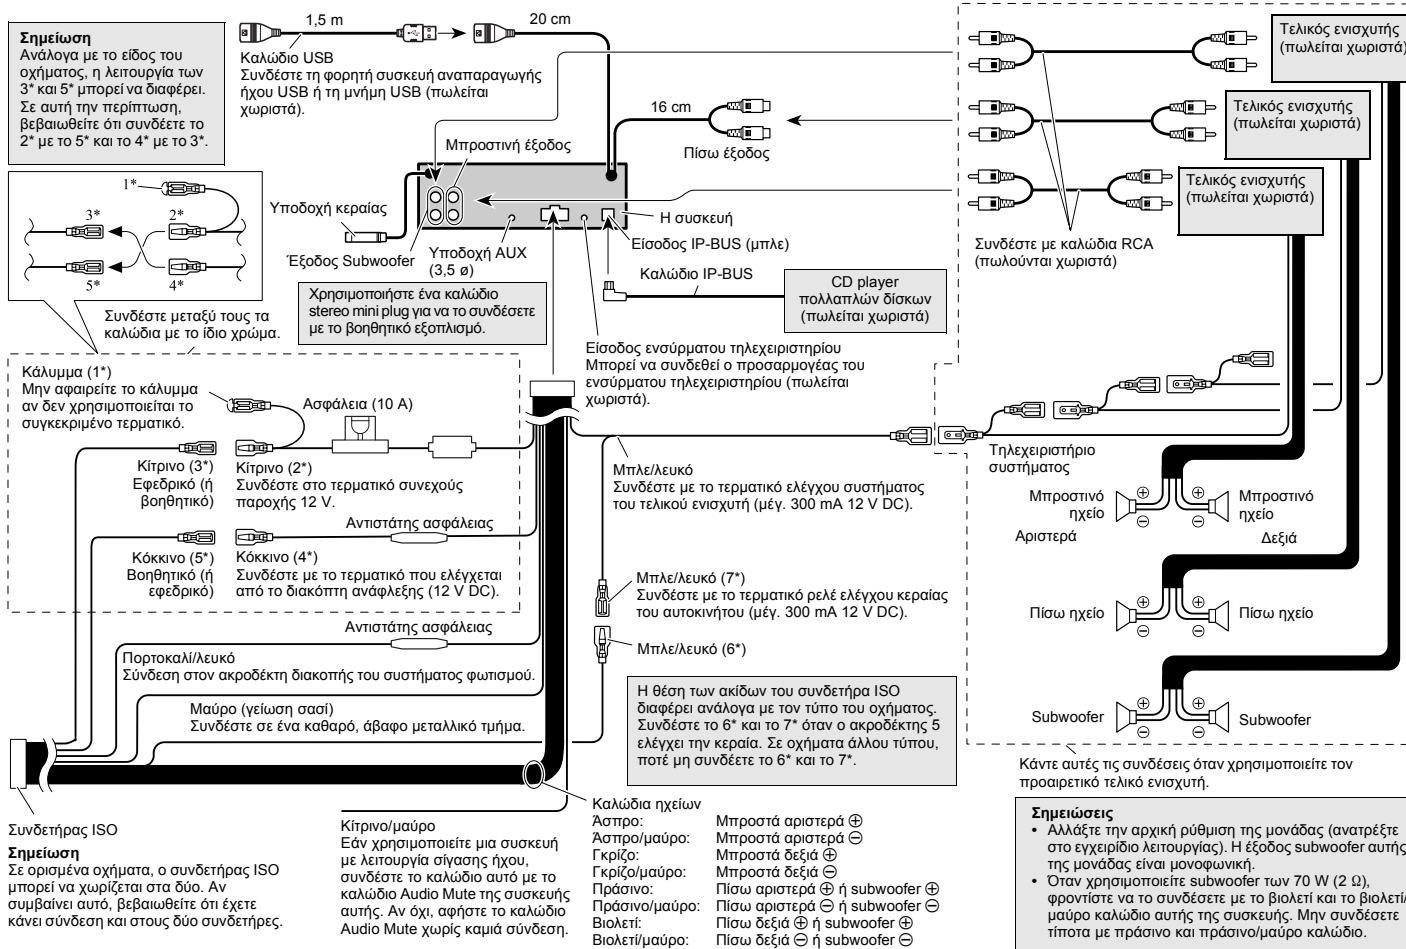 Σημείωση
Ανάλογα με το είδος του
οχήματος, η λειτουργία των
3* και 5* μπορεί να διαφέρει.
Σε αυτή την περίπτωση,
βεβαιωθείτε ότι συνδέετε το
2* με το 5* και το 4* με το 3*.
1,5 m
20 cm
Καλώδιο USB
Συνδέστε τη φορητή συσκευή αναπαραγωγής
ήχου USB ή τη μνήμη USB (πωλείται
χωριστά).
16 cm
Πίσω έξοδος
Μπροστινή έξοδος
Υποδοχή κεραίας
Έξοδος Subwoofer
Υποδοχή AUX
(3,5 ø)
Η συσκευή
Είσοδος IP-BUS (μπλε)
Καλώδιο IP-BUS
CD player
πολλαπλών δίσκων
(πωλείται χωριστά)
Χρησιμοποιήστε ένα καλώδιο
stereo mini plug για να το συνδέσετε
με το βοηθητικό εξοπλισμό.
Είσοδος ενσύρματου τηλεχειριστηρίου
Μπορεί να συνδεθεί ο προσαρμογέας του
ενσύρματου τηλεχειριστηρίου (πωλείται
χωριστά).
Τελικός ενισχυτής
(πωλείται χωριστά)
Τελικός ενισχυτής
(πωλείται χωριστά)
Τελικός ενισχυτής
(πωλείται χωριστά)
Συνδέστε με καλώδια RCA
(πωλούνται χωριστά)
1*
3*
2*
5*
4*
Συνδέστε μεταξύ τους τα
καλώδια με το ίδιο χρώμα.
Κάλυμμα (1*)
Μην αφαιρείτε το κάλυμμα
αν δεν χρησιμοποιείται το
συγκεκριμένο τερματικό.
Ασφάλεια (10 A)
Κίτρινο (3*)
Εφεδρικό (ή
βοηθητικό)
Κίτρινο (2*)
Συνδέστε στο τερματικό συνεχούς
παροχής 12 V.
Αντιστάτης ασφάλειας
Κόκκινο (5*)
Βοηθητικό (ή
εφεδρικό)
Κόκκινο (4*)
Συνδέστε με το τερματικό που ελέγχεται
από το διακόπτη ανάφλεξης (12 V DC).
Αντιστάτης ασφάλειας
Πορτοκαλί/λευκό
Σύνδεση στον ακροδέκτη διακοπής του συστήματος φωτισμού.
Μαύρο (γείωση σασί)
Συνδέστε σε ένα καθαρό, άβαφο μεταλλικό τμήμα.
Μπλε/λευκό
Συνδέστε με το τερματικό ελέγχου συστήματος
του τελικού ενισχυτή (μέγ. 300 mA 12 V DC).
Μπλε/λευκό (7*)
Συνδέστε με το τερματικό ρελέ ελέγχου κεραίας
του αυτοκινήτου (μέγ. 300 mA 12 V DC).
Μπλε/λευκό (6*)
Η θέση των ακίδων του συνδετήρα ISO
διαφέρει ανάλογα με τον τύπο του οχήματος.
Συνδέστε το 6* και το 7* όταν ο ακροδέκτης 5
ελέγχει την κεραία. Σε οχήματα άλλου τύπου,
ποτέ μη συνδέετε το 6* και το 7*.
Τηλεχειριστήριο
συστήματος
Μπροστινό
ηχείο
⊕
⊖
⊕
⊖
Μπροστινό
ηχείο
Αριστερά
Δεξιά
Πίσω ηχείο
⊕
⊖
⊕
⊖
Πίσω ηχείο
Subwoofer
⊕
⊖
⊕
⊖
Subwoofer
Κάντε αυτές τις συνδέσεις όταν χρησιμοποιείτε τον
προαιρετικό τελικό ενισχυτή.
Συνδετήρας ISO
Σημείωση
Σε ορισμένα οχήματα, ο συνδετήρας ISO
μπορεί να χωρίζεται στα δύο. Αν
συμβαίνει αυτό, βεβαιωθείτε ότι έχετε
κάνει σύνδεση και στους δύο συνδετήρες.
Κίτρινο/μαύρο
Εάν χρησιμοποιείτε μια συσκευή
με λειτουργία σίγασης ήχου,
συνδέστε το καλώδιο αυτό με το
καλώδιο Audio Mute της συσκευής
αυτής. Αν όχι, αφήστε το καλώδιο
Audio Mute χωρίς καμιά σύνδεση.
Καλώδια ηχείων
Άσπρο: Μπροστά αριστερά ⊕
Άσπρο/μαύρο: Μπροστά αριστερά ⊖
Γκρίζο: Μπροστά δεξιά ⊕
Γκρίζο/μαύρο: Μπροστά δεξιά ⊖
Πράσινο: Πίσω αριστερά ⊕ ή subwoofer ⊕
Πράσινο/μαύρο: Πίσω αριστερά ⊖ ή subwoofer ⊖
Βιολετί: Πίσω δεξιά ⊕ ή subwoofer ⊕
Βιολετί/μαύρο: Πίσω δεξιά ⊖ ή subwoofer ⊖
Σημειώσεις
• Αλλάξτε την αρχική ρύθμιση της μονάδας (ανατρέξτε
στο εγχειρίδιο λειτουργίας). Η έξοδος subwoofer αυτής
της μονάδας είναι μονοφωνική.
• Όταν χρησιμοποιείτε subwoofer των 70 W (2 Ω),
φροντίστε να το συνδέσετε με το βιολετί και το βιολετί/
μαύρο καλώδιο αυτής της συσκευής. Μην συνδέσετε
τίποτα με πράσινο και πράσινο/μαύρο καλώδιο.